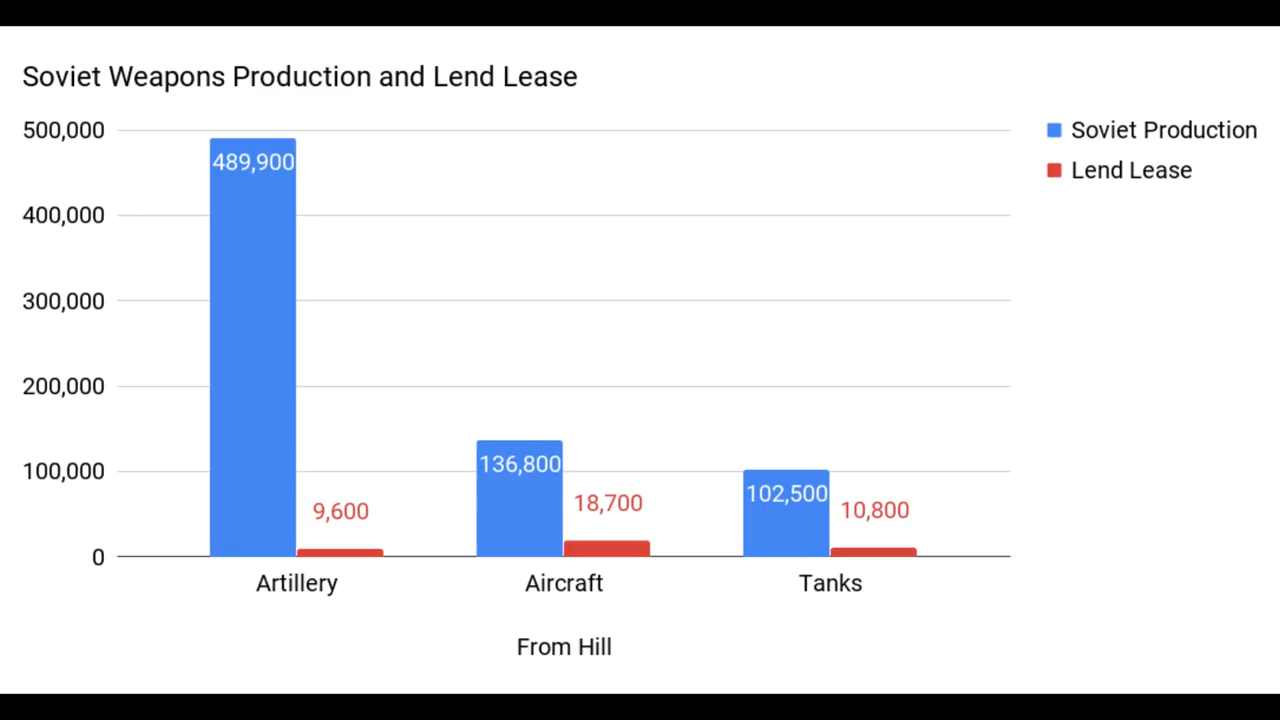 Soviet Weapons Production and Lend Lease
500,000
400,000
300,000
200,000
100,000
0
489,900
9,600
136,800
18,700
102,500
10,800
Artillery
Aircraft
Tanks
From Hill
Soviet Production
Lend Lease